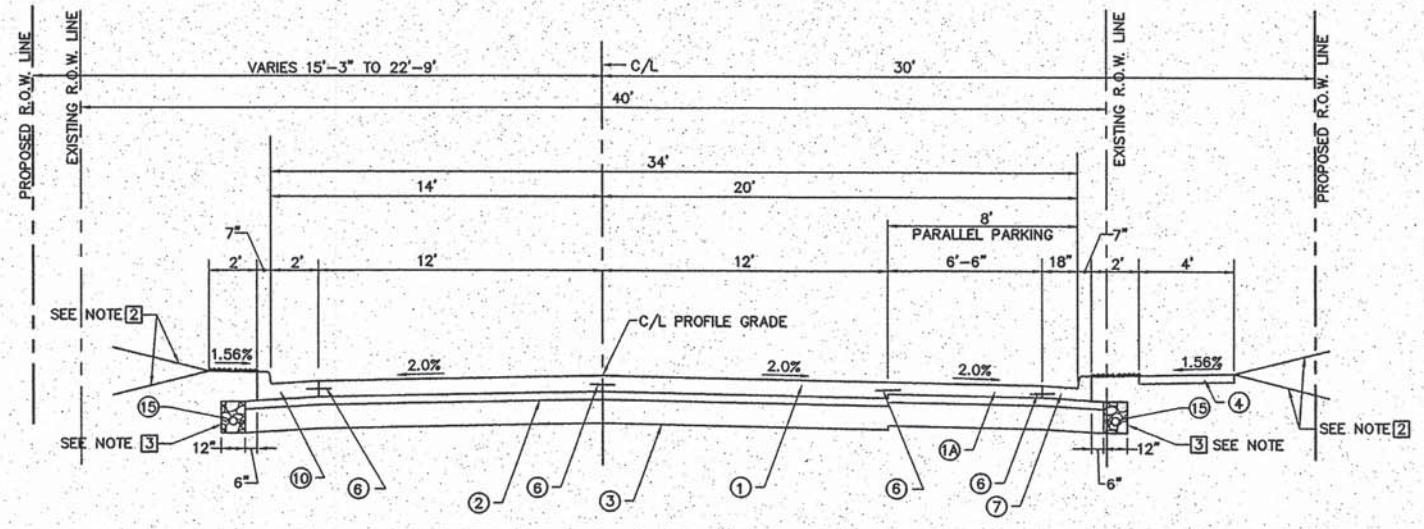 PROPOSED R.O.W. LINE
EXISTING R.O.W. LINE
VARIES 15'-3" TO 22'-9"
C/L
30'
EXISTING R.O.W. LINE
PROPOSED R.O.W. LINE
40'
34'
14'
20'
8'
PARALLEL PARKING
7"
7"
2'
2'
12'
12'
6'-6"
18"
2'
4'
SEE NOTE 2
C/L PROFILE GRADE
1.56%
2.0%
2.0%
2.0%
1.56%
15
15
4
SEE NOTE 3
3 SEE NOTE
SEE NOTE 2
12"
6"
10
6
2
6
3
1
6
1A
6
7
6"
12"